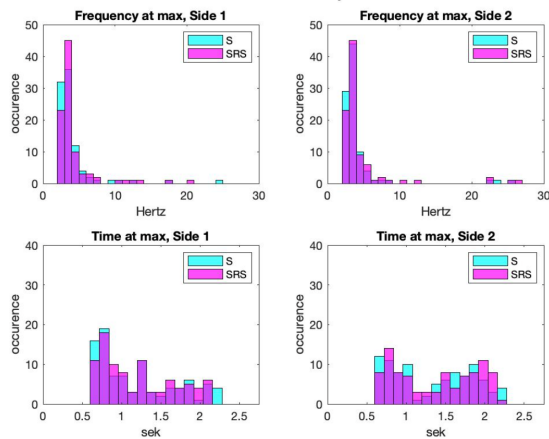 Frequency at max, Side 1
50
40
30
20
10
0
occurence
S
SRS
0 10 20 30
Hertz
Frequency at max, Side 2
50
40
30
20
10
0
occurence
S
SRS
0 10 20 30
Hertz
Time at max, Side 1
40
30
20
10
0
occurence
S
SRS
0 0.5 1 1.5 2 2.5
sek
Time at max, Side 2
40
30
20
10
0
occurence
S
SRS
0 0.5 1 1.5 2 2.5
sek